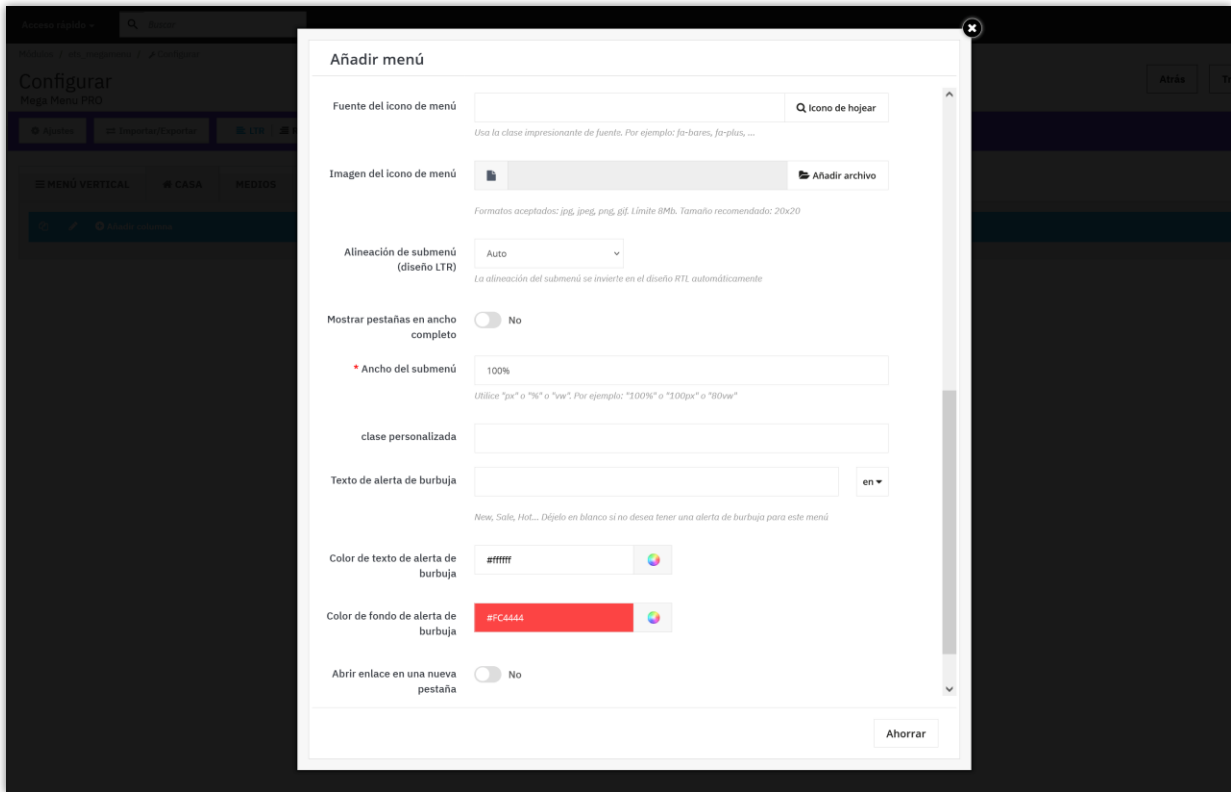 Acceso rápido
Buscar
Configurar
Mega Menu PRO
Atrás
Ajustes
Importar/Exportar
LTR
MENÚ VERTICAL
CASA
MEDIOS
Añadir menú
Fuente del icono de menú
Icono de hojear
Usa la clase impresionante de fuente. Por ejemplo: fa-bares, fa-plus, ...
Imagen del icono de menú
Añadir archivo
Formatos aceptados: jpg, jpeg, png, gif. Límite 8Mb. Tamaño recomendado: 20x20
Alineación de submenú
(diseño LTR)
Auto
La alineación del submenú se invierte en el diseño RTL automáticamente
Mostrar pestañas en ancho
completo
No
* Ancho del submenú
100%
Utilice "px" o "%" o "vw". Por ejemplo: "100%" o "100px" o "80vw"
clase personalizada
Texto de alerta de burbuja
en
New, Sale, Hot... Déjelo en blanco si no desea tener una alerta de burbuja para este menú
Color de texto de alerta de
burbuja
#ffffff
Color de fondo de alerta de
burbuja
#FC4444
Abrir enlace en una nueva
pestaña
No
Ahorrar